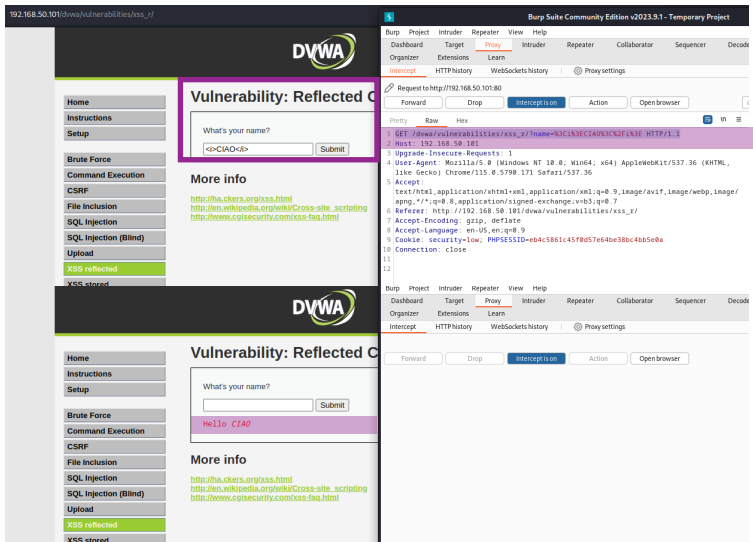 192.168.50.101/dvwa/vulnerabilities/xss_r/
DVWA
Home
Instructions
Setup
Brute Force
Command Execution
CSRF
File Inclusion
SQL Injection
SQL Injection (Blind)
Upload
XSS reflected
XSS stored
Vulnerability: Reflected C
What's your name?
<i>CIAO</i> Submit
More info
http://ha.ckers.org/xss.html
http://en.wikipedia.org/wiki/Cross-site_scripting
http://www.cgisecurity.com/xss-faq.html
Burp Suite Community Edition v2023.9.1 - Temporary Project
Burp Project Intruder Repeater View Help
Dashboard Target Proxy Intruder Repeater Collaborator Sequencer Decode
Organizer Extensions Learn
Intercept HTTP history WebSockets history Proxy settings
Request to http://192.168.50.101:80
Forward Drop Intercept is on Action Open browser
Pretty Raw Hex \n
1 GET /dvwa/vulnerabilities/xss_r/?name=%3Ci%3ECIAO%3C%2Fi%3E HTTP/1.1
2 Host: 192.168.50.101
3 Upgrade-Insecure-Requests: 1
4 User-Agent: Mozilla/5.0 (Windows NT 10.0; Win64; x64) AppleWebKit/537.36 (KHTML,
like Gecko) Chrome/115.0.5790.171 Safari/537.36
5 Accept:
text/html,application/xhtml+xml,application/xml;q=0.9,image/avif,image/webp,image/
apng,*/*;q=0.8,application/signed-exchange;v=b3;q=0.7
6 Referer: http://192.168.50.101/dvwa/vulnerabilities/xss_r/
7 Accept-Encoding: gzip, deflate
8 Accept-Language: en-US,en;q=0.9
9 Cookie: security=low; PHPSESSID=eb4c5861c45f0d57e64be38bc4bb5e0a
10 Connection: close
11
12
DVWA
Home
Instructions
Setup
Brute Force
Command Execution
CSRF
File Inclusion
SQL Injection
SQL Injection (Blind)
Upload
XSS reflected
XSS stored
Vulnerability: Reflected C
What's your name?
Submit
Hello CIAO
More info
http://ha.ckers.org/xss.html
http://en.wikipedia.org/wiki/Cross-site_scripting
http://www.cgisecurity.com/xss-faq.html
Burp Project Intruder Repeater View Help
Dashboard Target Proxy Intruder Repeater Collaborator Sequencer Decode
Organizer Extensions Learn
Intercept HTTP history WebSockets history Proxy settings
Forward Drop Intercept is on Action Open browser